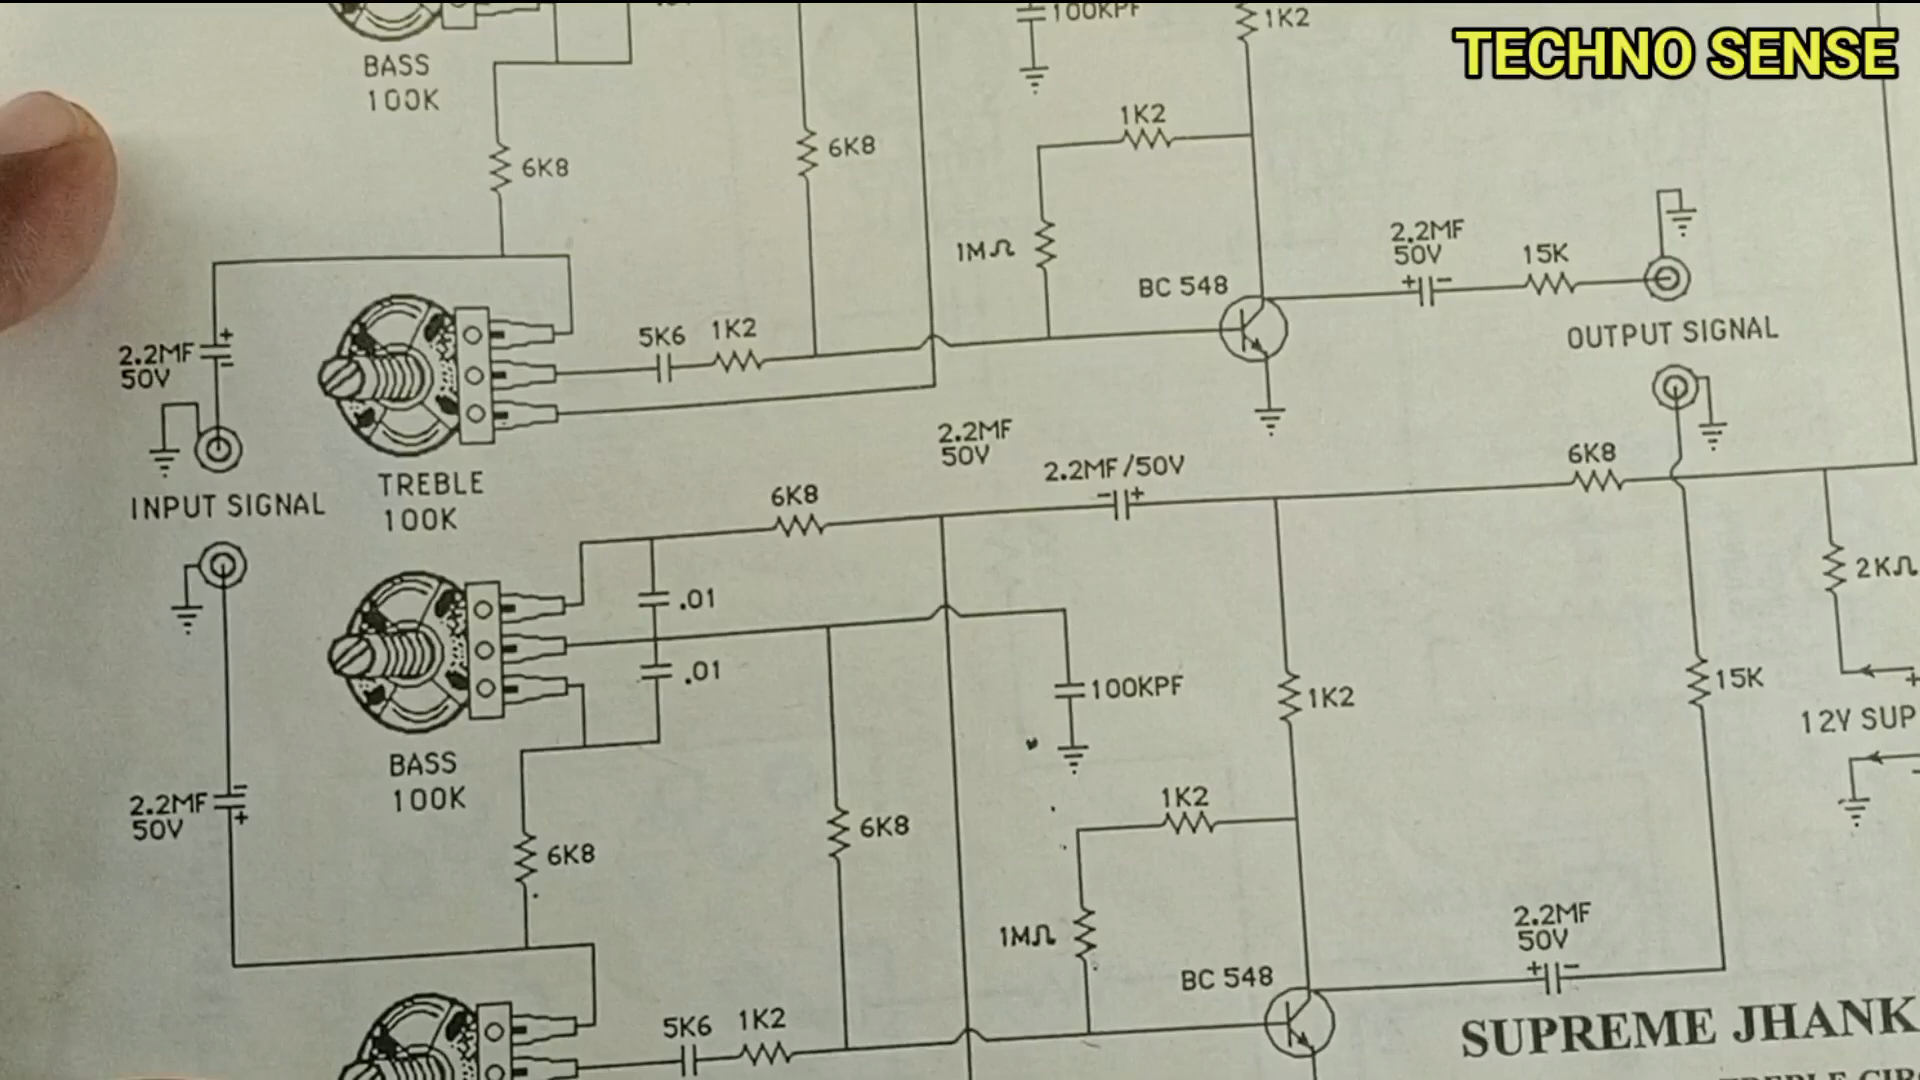 TECHNO SENSE
100KPF
1K2
BASS
100K
6K8
6K8
1K2
1MΩ
BC 548
2.2MF
50V
15K
OUTPUT SIGNAL
2.2MF
50V
5K6
1K2
INPUT SIGNAL
TREBLE
100K
2.2MF
50V
2.2MF/50V
6K8
6K8
.01
.01
100KPF
1K2
2KΩ
15K
12V SUP
BASS
100K
2.2MF
50V
6K8
6K8
1K2
1MΩ
BC 548
2.2MF
50V
5K6
1K2
SUPREME JHANK